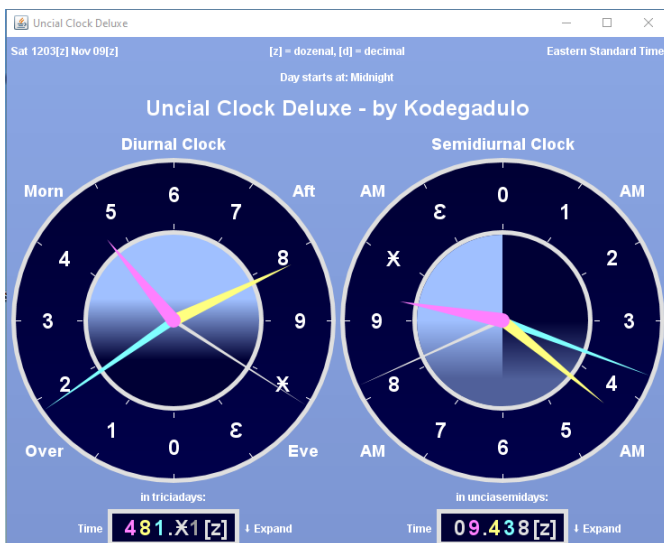 Uncial Clock Deluxe
Sat 1203[z] Nov 09[z] [z] = dozenal, [d] = decimal Eastern Standard Time
Day starts at: Midnight
Uncial Clock Deluxe - by Kodegadulo
Diurnal Clock Semidiurnal Clock
Morn 6 Aft AM 0 AM
5 7 Ɛ 1
4 8 Ӿ 2
3 9 9 3
2 Ӿ 8 4
1 Ɛ 7 5
Over 0 Eve AM 6 AM
in triciadays: in unciasemidays:
Time 481.Ӿ1[z] ⭣ Expand Time 09.438[z] ⭣ Expand